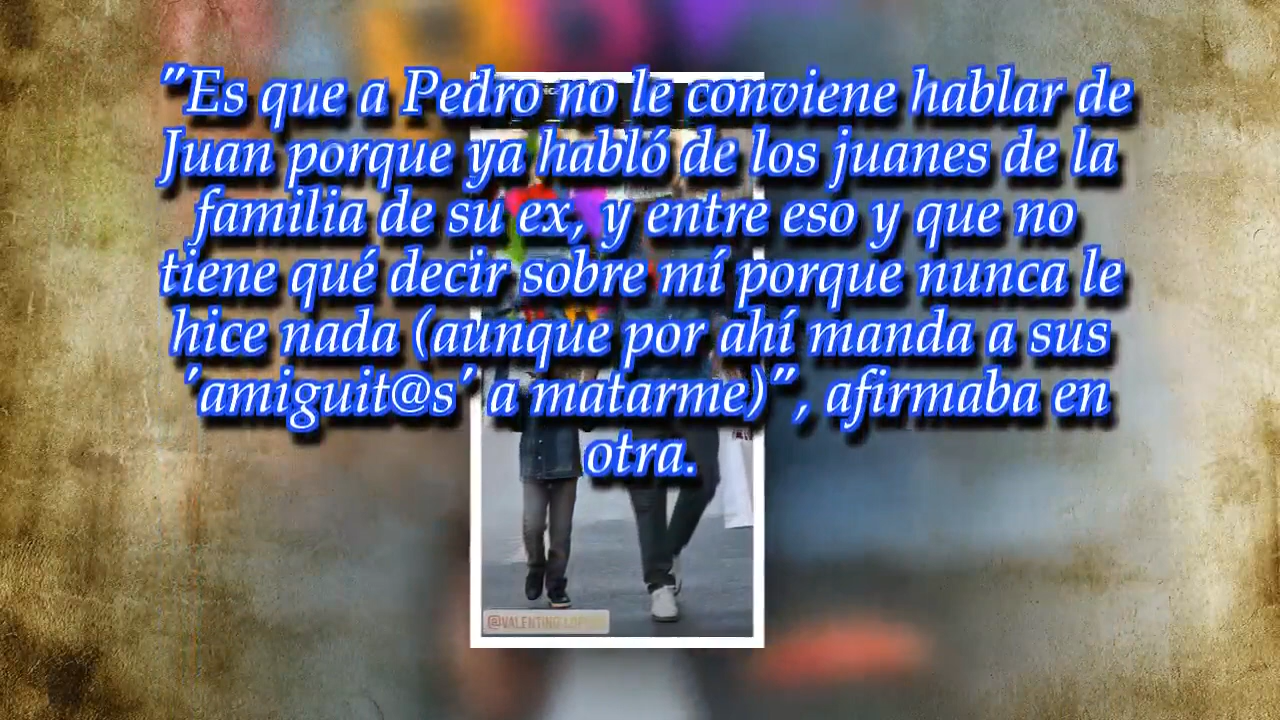 "Es que a Pedro no le conviene hablar de
Juan porque ya habló de los juanes de la
familia de su ex, y entre eso y que no
tiene qué decir sobre mí porque nunca le
hice nada (aunque por ahí manda a sus
´amiguit@s´ a matarme)", afirmaba en
otra.